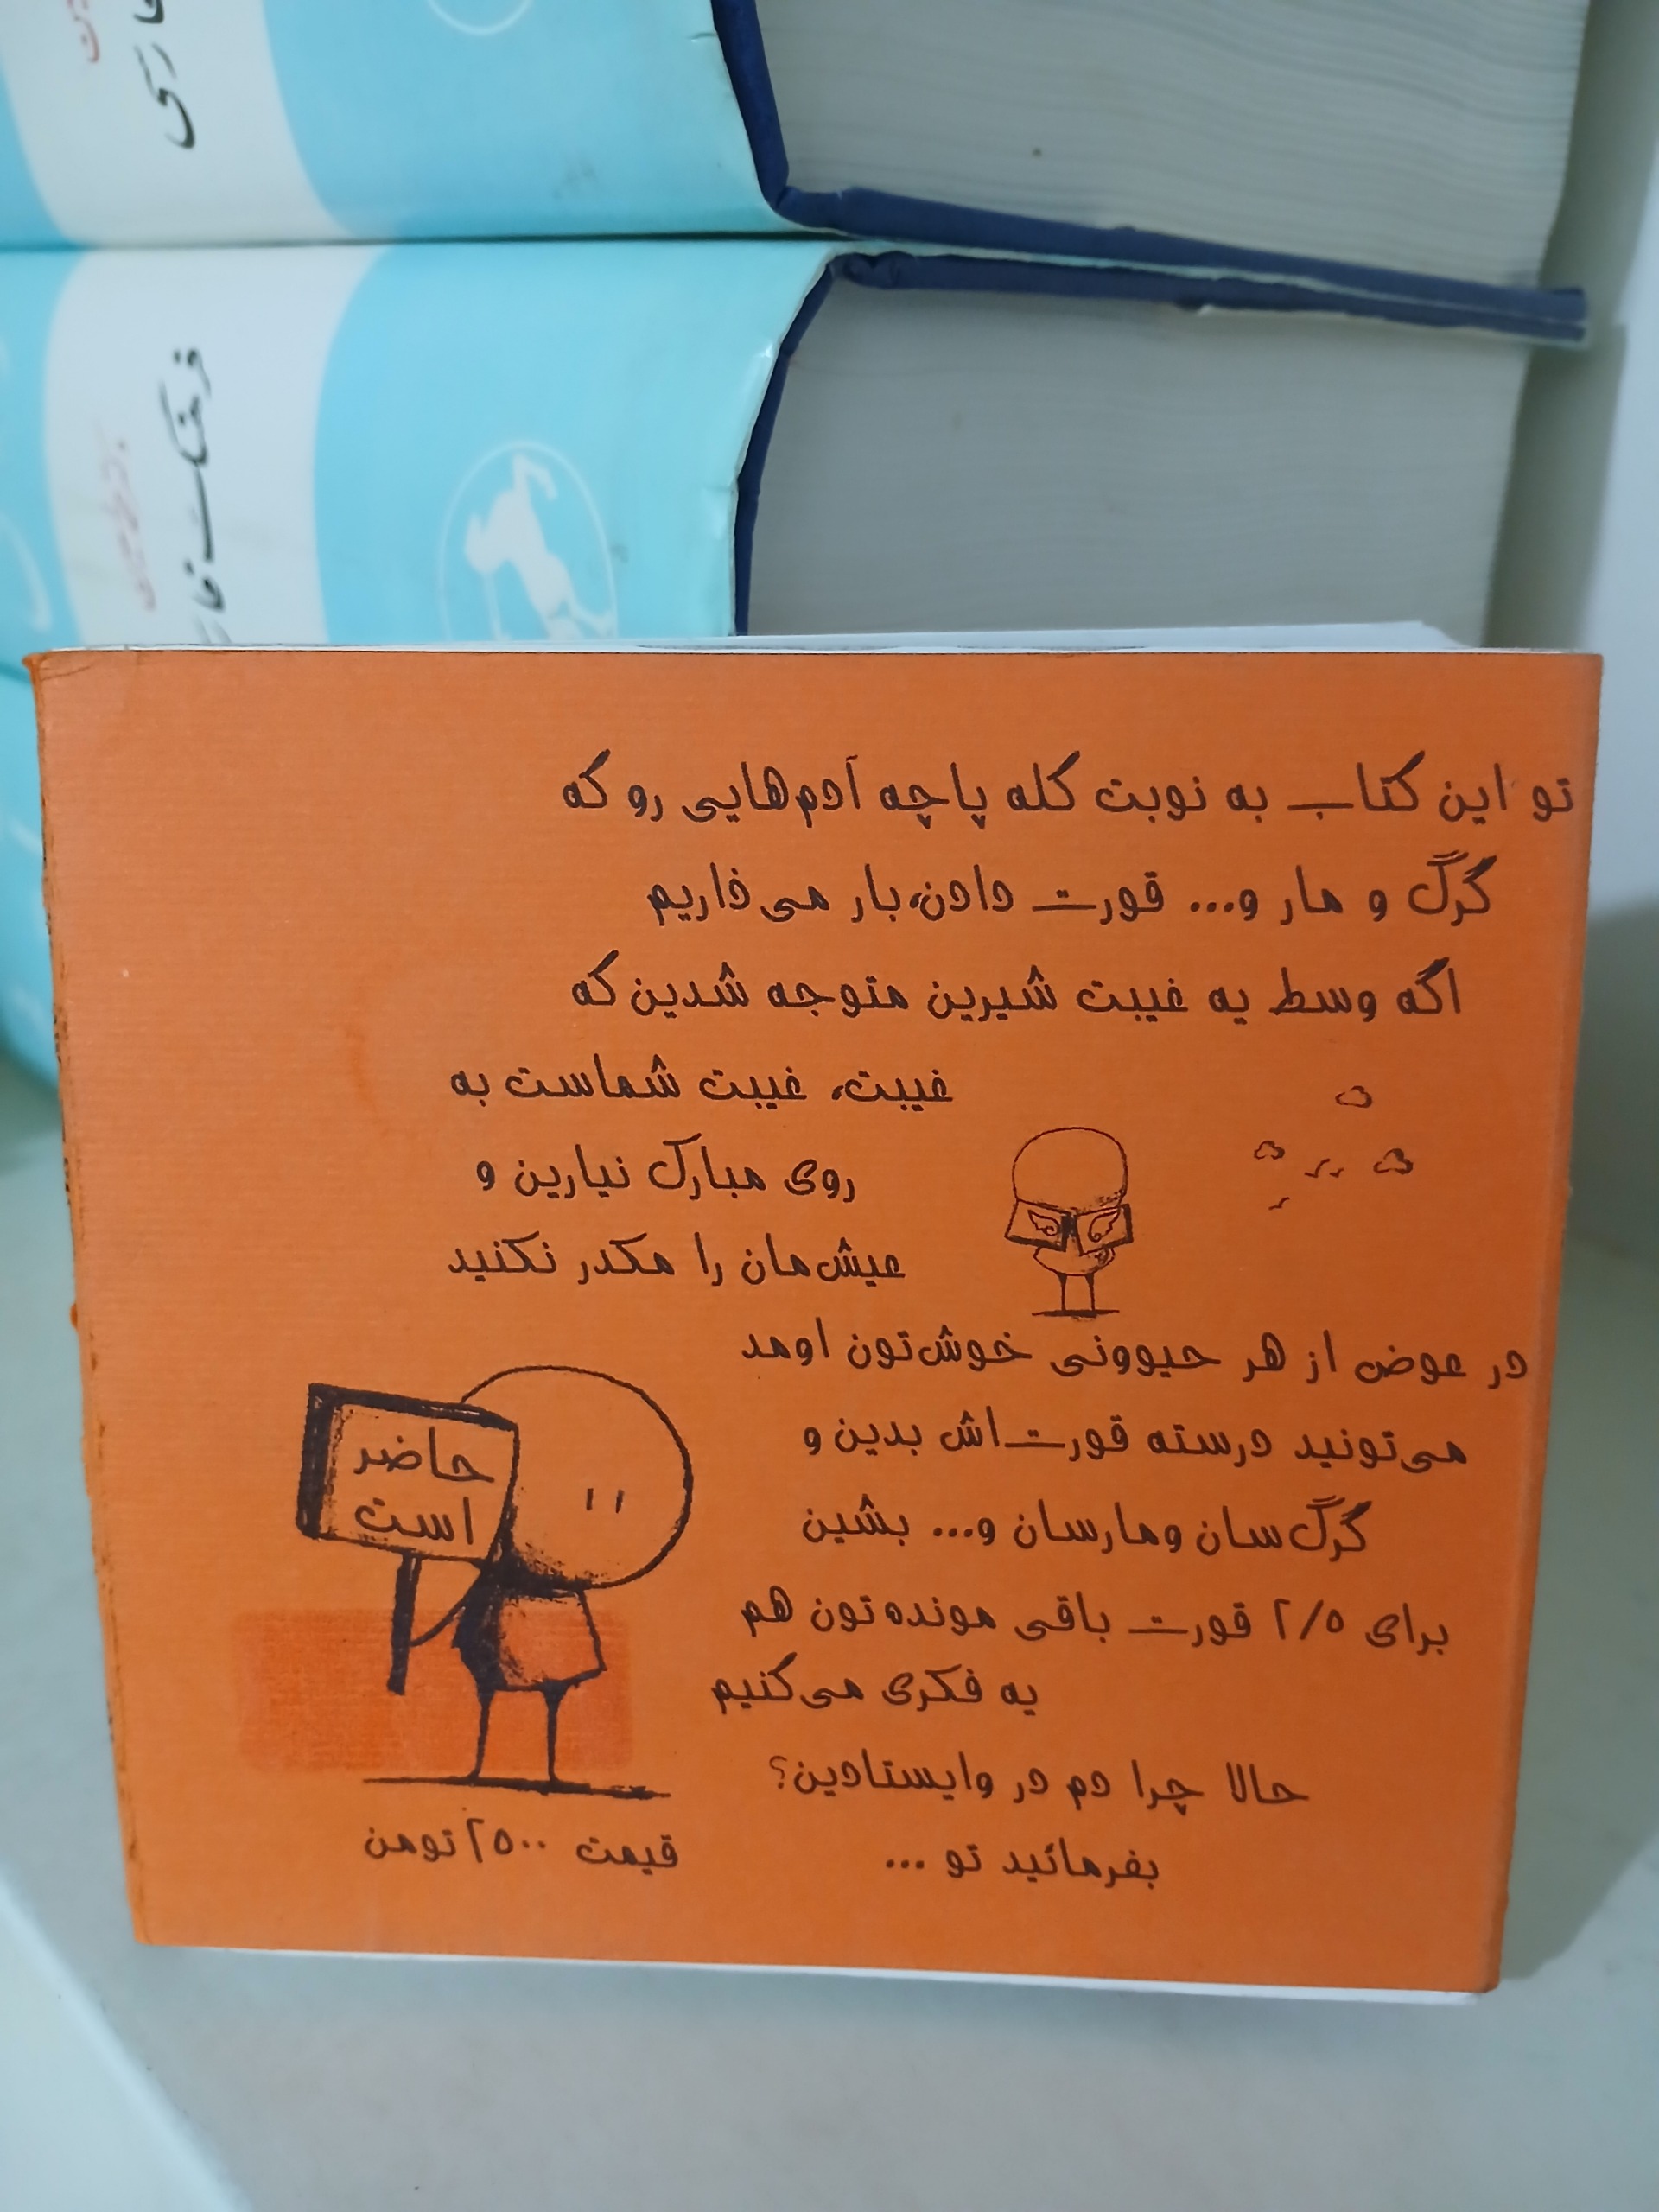 فارسی
فرهنگ فا
تو این کتاب به نوبت کله پاچه آدم‌هایی رو که
گرگ و مار و... قورت دادن، بار می‌ذاریم
اگه وسط یه غیبت شیرین متوجه شدین که
غیبت، غیبت شماست به
روی مبارک نیارین و
عیش‌مان را مکدر نکنید
در عوض از هر حیوونی خوش‌تون اومد
می‌تونید درسته قورت‌اش بدین و
گرگ‌سان و مارسان و... بشین
برای ۲/۵ قورت باقی مونده‌تون هم
یه فکری می‌کنیم
حالا چرا دم در وایستادین؟
بفرمائید تو ...
حاضر
است
قیمت ۲۵۰۰ تومن